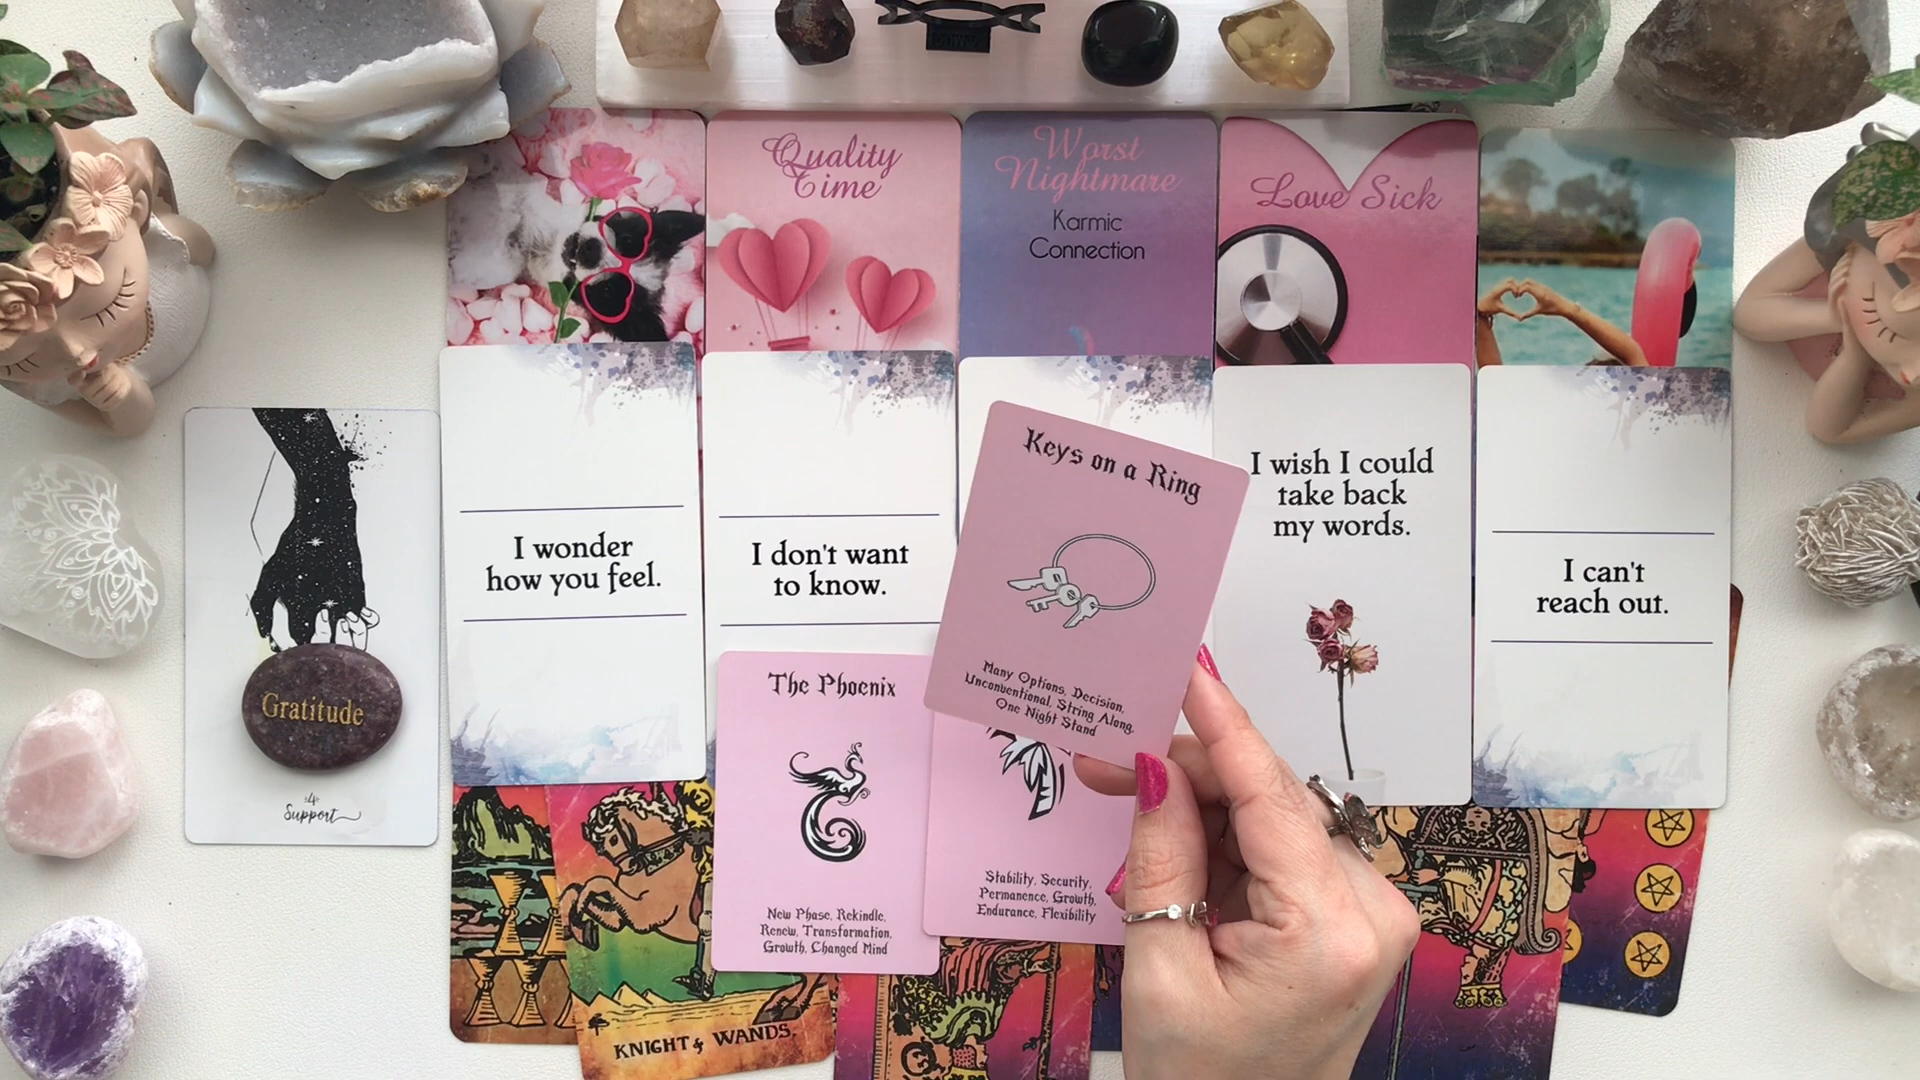 Quality
Time
Worst
Nightmare
Karmic
Connection
Love Sick
I wonder
how you feel.
I don't want
to know.
Keys on a Ring
Many Options, Decision,
Unconventional, String Along,
One Night Stand
I wish I could
take back
my words.
I can't
reach out.
Gratitude
4
Support
The Phoenix
New Phase, Rekindle,
Renew, Transformation,
Growth, Changed Mind
Stability, Security,
Permanence, Growth,
Endurance, Flexibility
KNIGHT of WANDS.